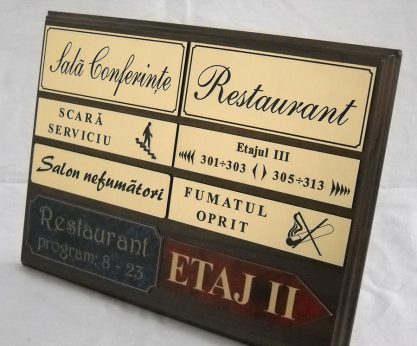 Sală Conferințe
Restaurant
SCARĂ
SERVICIU
Etajul III
301÷303 ⟨⟩ 305÷313
Salon nefumători
FUMATUL
OPRIT
Restaurant
program: 8 - 23
ETAJ II